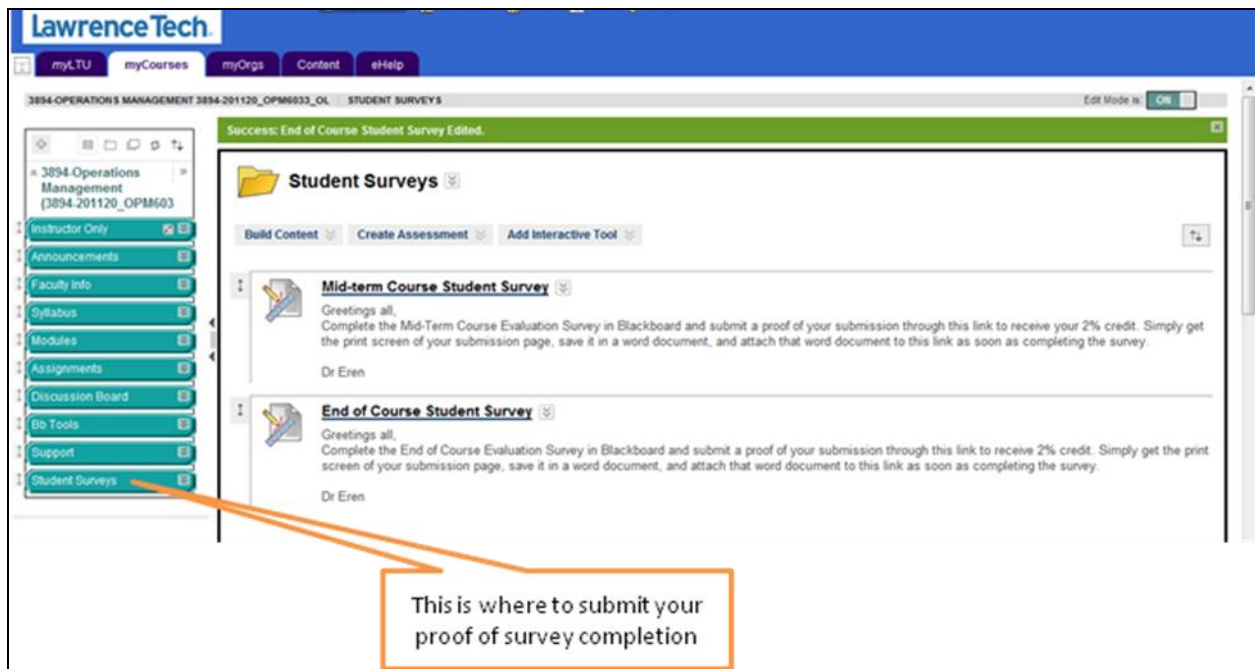 LawrenceTech.
myLTU myCourses myOrgs Content eHelp
3894-OPERATIONS MANAGEMENT 3894-201120_OPM6033_OL STUDENT SURVEYS Edit Mode is: ON
Success: End of Course Student Survey Edited.
3894-Operations
Management
(3894-201120_OPM603
Instructor Only
Announcements
Faculty Info
Syllabus
Modules
Assignments
Discussion Board
Bb Tools
Support
Student Surveys
Student Surveys
Build Content Create Assessment Add Interactive Tool
Mid-term Course Student Survey
Greetings all,
Complete the Mid-Term Course Evaluation Survey in Blackboard and submit a proof of your submission through this link to receive your 2% credit. Simply get
the print screen of your submission page, save it in a word document, and attach that word document to this link as soon as completing the survey.
Dr Eren
End of Course Student Survey
Greetings all,
Complete the End of Course Evaluation Survey in Blackboard and submit a proof of your submission through this link to receive 2% credit. Simply get the print
screen of your submission page, save it in a word document, and attach that word document to this link as soon as completing the survey.
Dr Eren
This is where to submit your
proof of survey completion